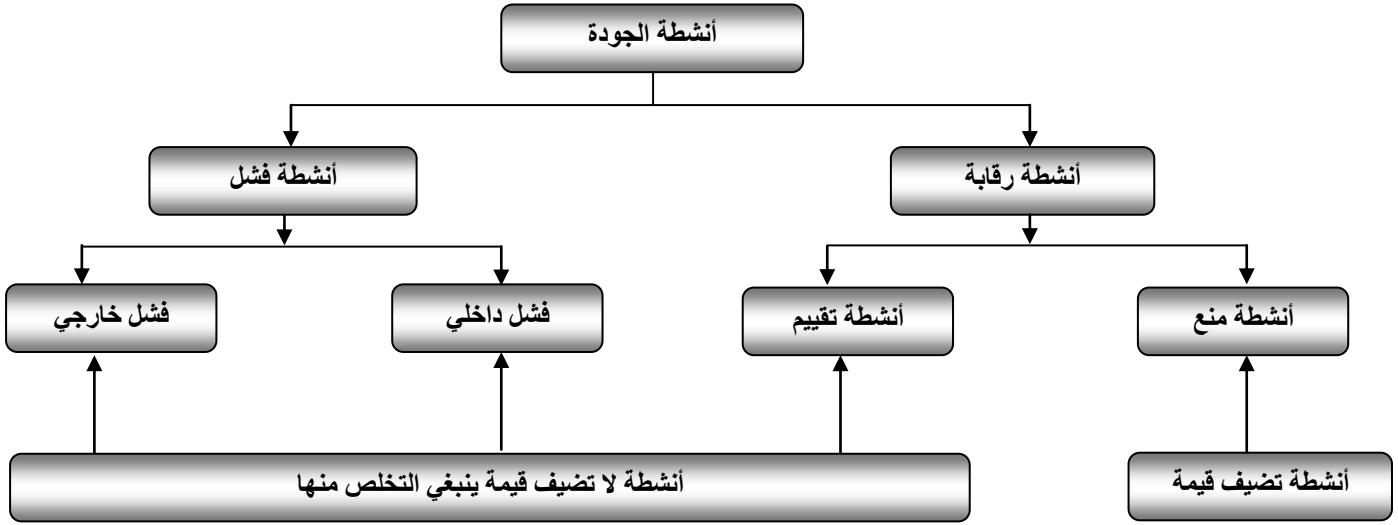 أنشطة الجودة
أنشطة رقابة
أنشطة فشل
أنشطة منع
أنشطة تقييم
فشل داخلي
فشل خارجي
أنشطة تضيف قيمة
أنشطة لا تضيف قيمة ينبغي التخلص منها